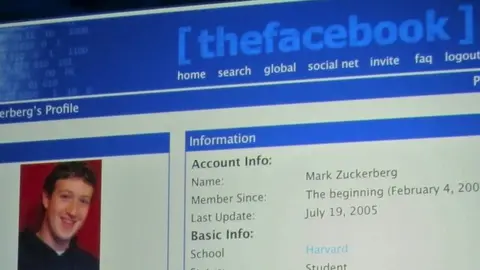 [thefacebook]
home search global social net invite faq logout
erberg's Profile
P
Information
Account Info:
Name: Mark Zuckerberg
Member Since: The beginning (February 4, 200
Last Update: July 19, 2005
Basic Info:
School Harvard
Student